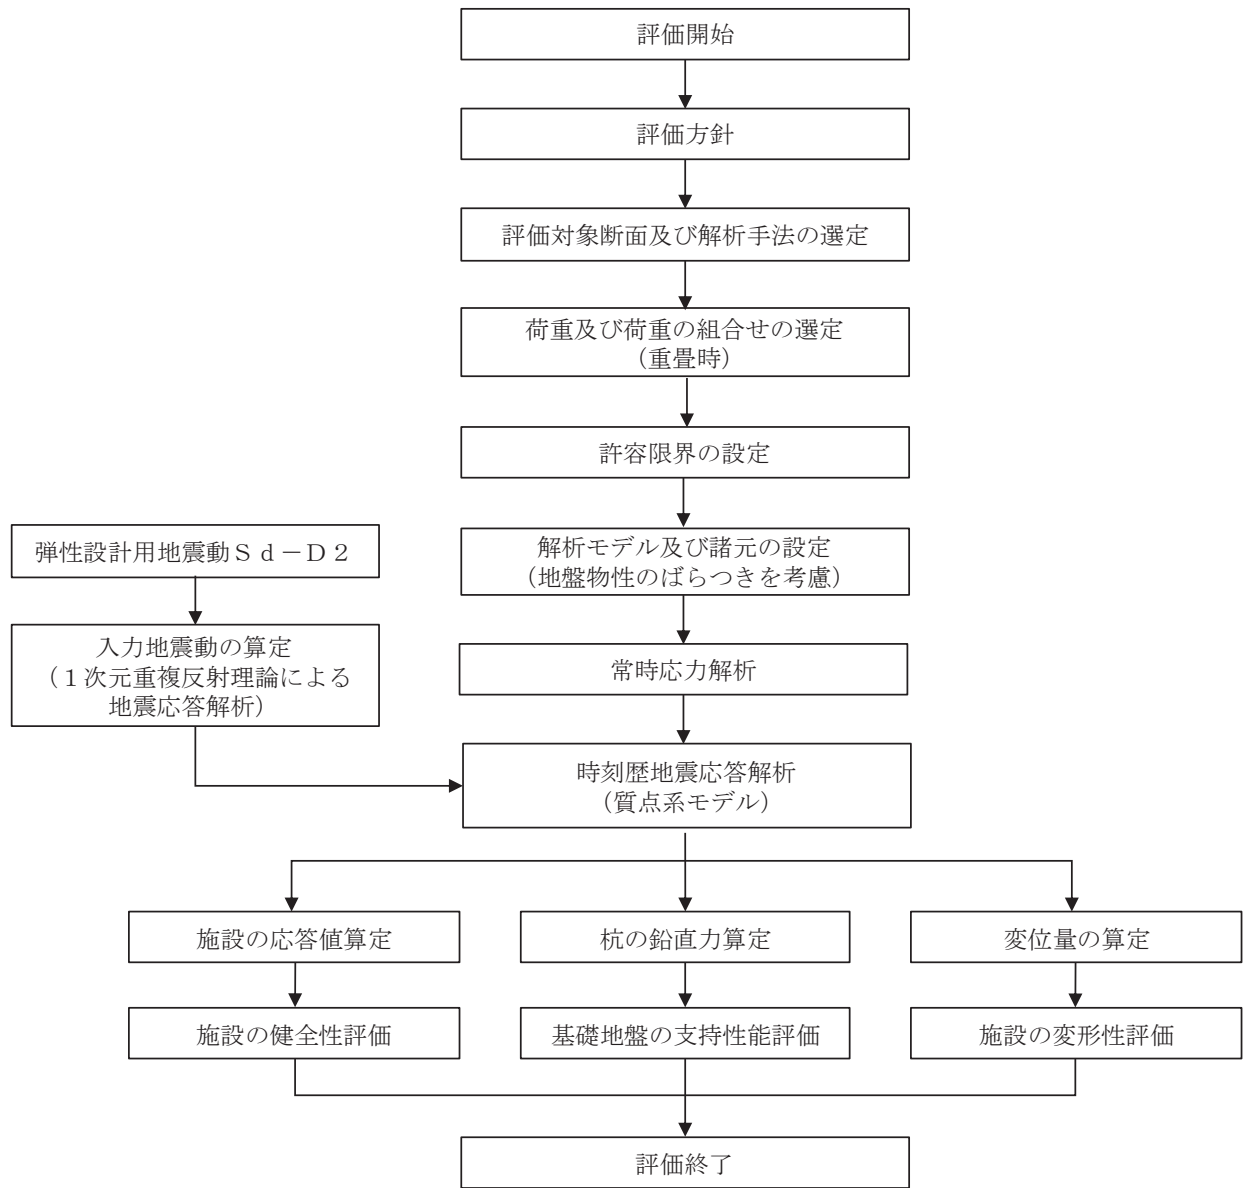 評価開始
評価方針
評価対象断面及び解析手法の選定
荷重及び荷重の組合せの選定
（重畳時）
許容限界の設定
解析モデル及び諸元の設定
（地盤物性のばらつきを考慮）
弾性設計用地震動Ｓｄ－Ｄ２
入力地震動の算定
（１次元重複反射理論による
地震応答解析）
常時応力解析
時刻歴地震応答解析
（質点系モデル）
施設の応答値算定
杭の鉛直力算定
変位量の算定
施設の健全性評価
基礎地盤の支持性能評価
施設の変形性評価
評価終了